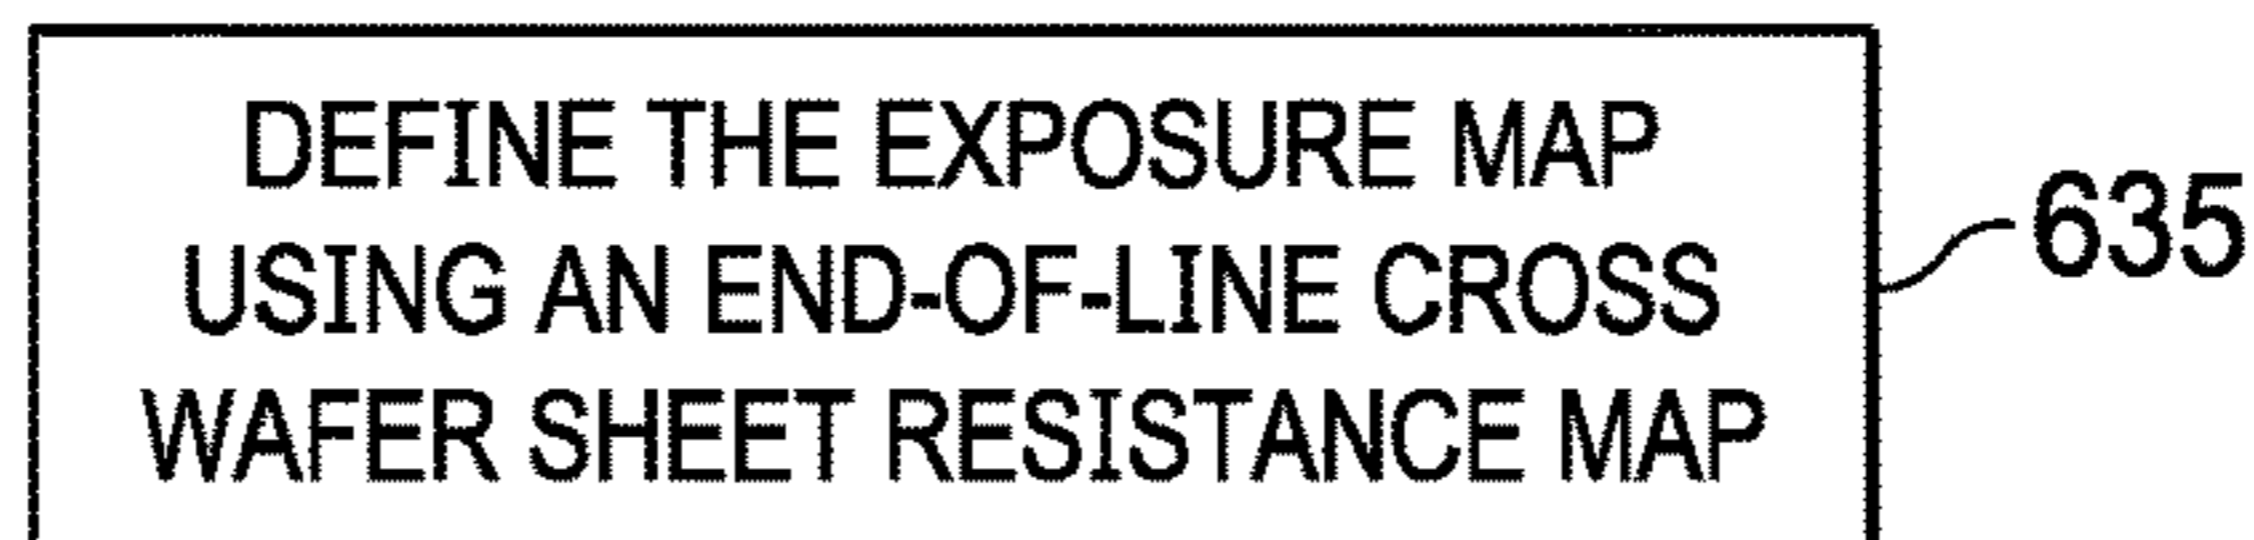 DEFINE THE EXPOSURE MAP
USING AN END-OF-LINE CROSS
WAFER SHEET RESISTANCE MAP
635